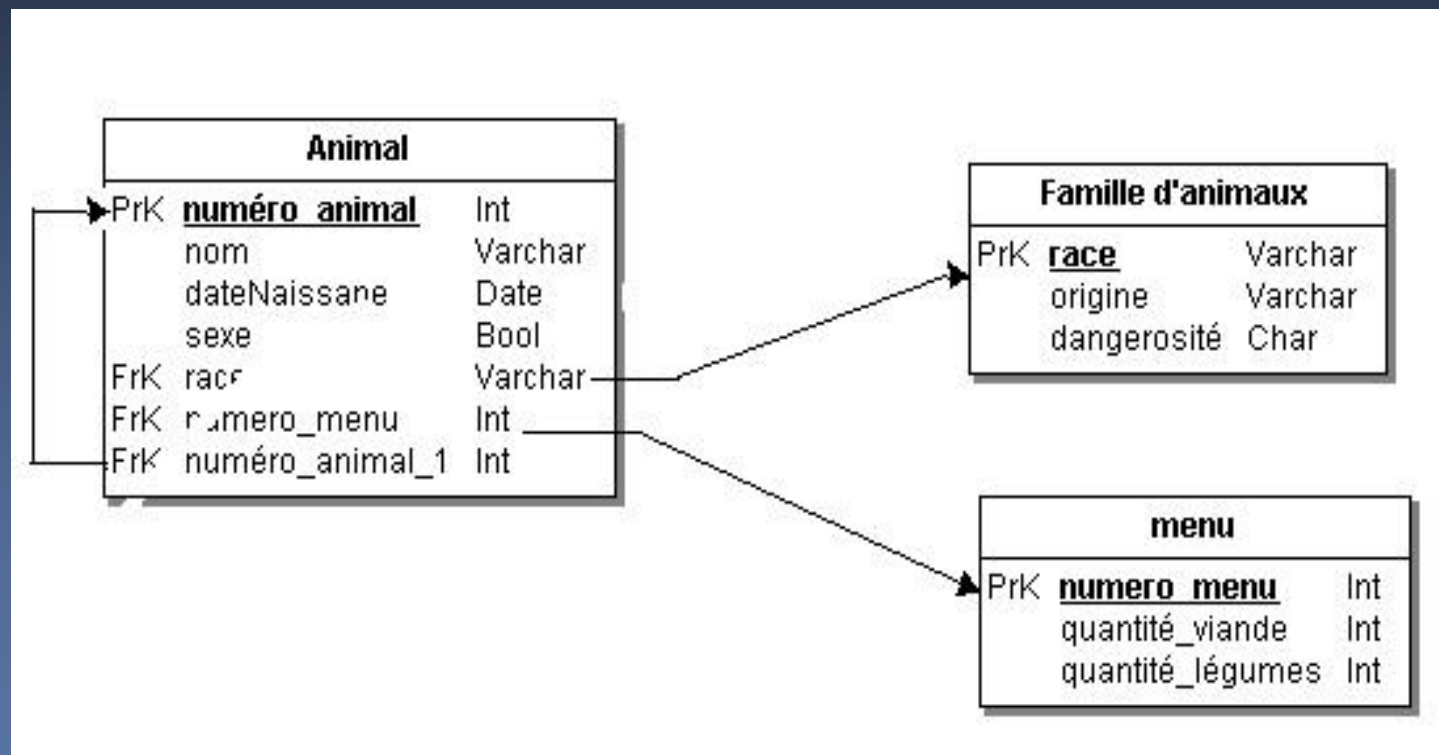 Animal
PrK numéro_animal Int
nom Varchar
dateNaissane Date
sexe Bool
FrK race Varchar
FrK numero_menu Int
FrK numéro_animal_1 Int
Famille d'animaux
PrK race Varchar
origine Varchar
dangerosité Char
menu
PrK numero_menu Int
quantité_viande Int
quantité_légumes Int